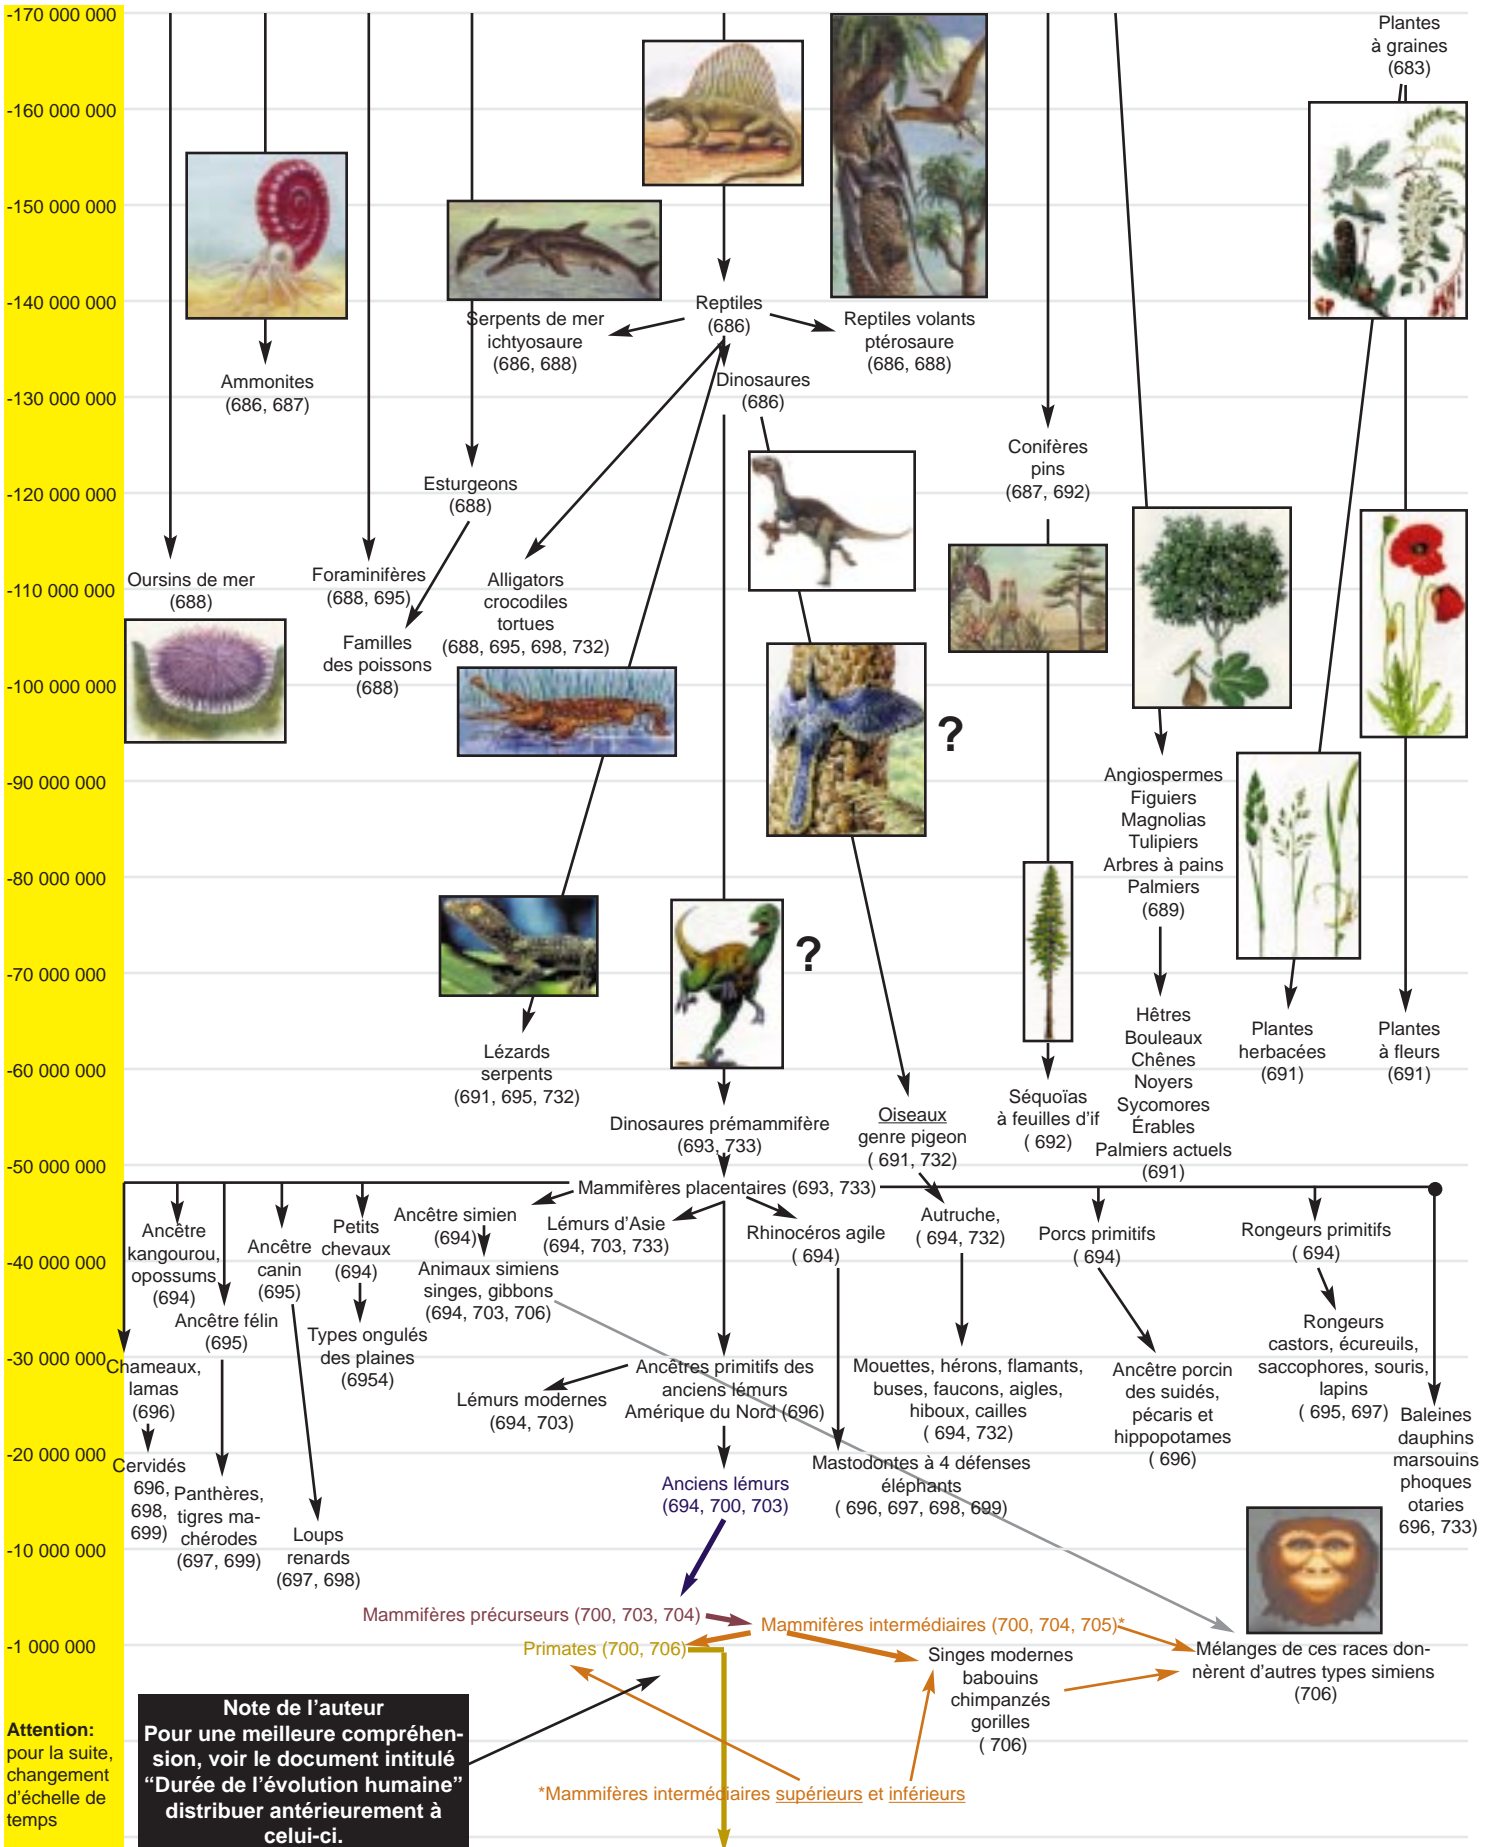 -170 000 000
-160 000 000
-150 000 000
-140 000 000
-130 000 000
-120 000 000
-110 000 000
-100 000 000
-90 000 000
-80 000 000
-70 000 000
-60 000 000
-50 000 000
-40 000 000
-30 000 000
-20 000 000
-10 000 000
-1 000 000
Attention:
pour la suite,
changement
d'échelle de
temps
Plantes
à graines
(683)
Reptiles
(686)
Serpents de mer
ichtyosaure
(686, 688)
Reptiles volants
ptérosaure
(686, 688)
Ammonites
(686, 687)
Dinosaures
(686)
Conifères
pins
(687, 692)
Esturgeons
(688)
Oursins de mer
(688)
Foraminifères
(688, 695)
Alligators
crocodiles
tortues
(688, 695, 698, 732)
Familles
des poissons
(688)
?
Angiospermes
Figuiers
Magnolias
Tulipiers
Arbres à pains
Palmiers
(689)
?
Hêtres
Bouleaux
Chênes
Noyers
Sycomores
Érables
Palmiers actuels
(691)
Plantes
herbacées
(691)
Plantes
à fleurs
(691)
Lézards
serpents
(691, 695, 732)
Séquoïas
à feuilles d'if
( 692)
Dinosaures prémammifère
(693, 733)
Oiseaux
genre pigeon
( 691, 732)
Mammifères placentaires (693, 733)
Ancêtre
kangourou,
opossums
(694)
Ancêtre félin
(695)
Ancêtre
canin
(695)
Petits
chevaux
(694)
Types ongulés
des plaines
(6954)
Ancêtre simien
(694)
Animaux simiens
singes, gibbons
(694, 703, 706)
Lémurs d'Asie
(694, 703, 733)
Rhinocéros agile
( 694)
Autruche,
( 694, 732)
Porcs primitifs
( 694)
Rongeurs primitifs
( 694)
Chameaux,
lamas
(696)
Cervidés
696,
698,
699)
Panthères,
tigres ma-
chérodes
(697, 699)
Loups
renards
(697, 698)
Lémurs modernes
(694, 703)
Ancêtres primitifs des
anciens lémurs
Amérique du Nord (696)
Mouettes, hérons, flamants,
buses, faucons, aigles,
hiboux, cailles
( 694, 732)
Ancêtre porcin
des suidés,
pécaris et
hippopotames
( 696)
Rongeurs
castors, écureuils,
saccophores, souris,
lapins
( 695, 697)
Baleines
dauphins
marsouins
phoques
otaries
696, 733)
Mastodontes à 4 défenses
éléphants
( 696, 697, 698, 699)
Anciens lémurs
(694, 700, 703)
Mammifères précurseurs (700, 703, 704)
Mammifères intermédiaires (700, 704, 705)*
Primates (700, 706)
Singes modernes
babouins
chimpanzés
gorilles
( 706)
Mélanges de ces races don-
nèrent d'autres types simiens
(706)
Note de l'auteur
Pour une meilleure compréhen-
sion, voir le document intitulé
“Durée de l'évolution humaine”
distribuer antérieurement à
celui-ci.
*Mammifères intermédiaires supérieurs et inférieurs